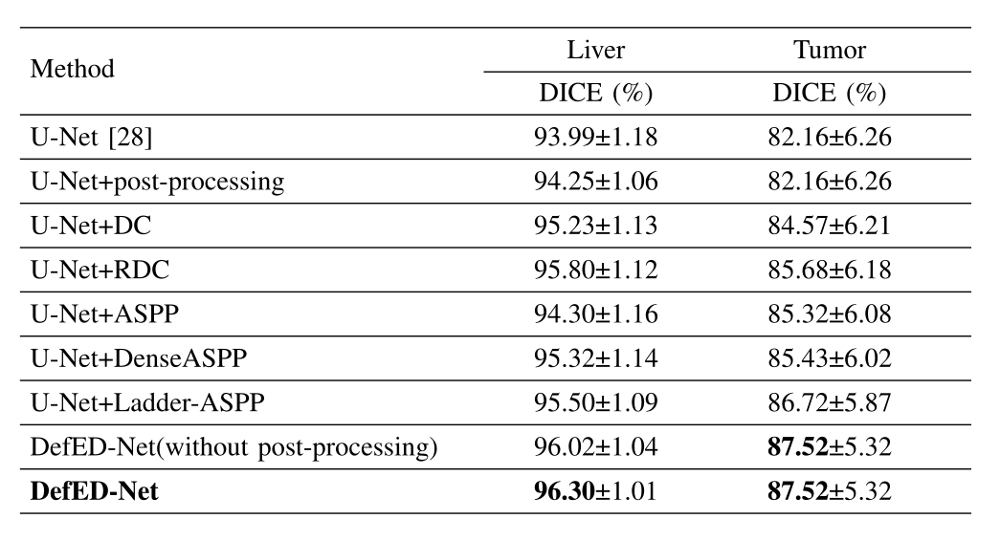 Method Liver Tumor
DICE (%) DICE (%)
U-Net [28] 93.99±1.18 82.16±6.26
U-Net+post-processing 94.25±1.06 82.16±6.26
U-Net+DC 95.23±1.13 84.57±6.21
U-Net+RDC 95.80±1.12 85.68±6.18
U-Net+ASPP 94.30±1.16 85.32±6.08
U-Net+DenseASPP 95.32±1.14 85.43±6.02
U-Net+Ladder-ASPP 95.50±1.09 86.72±5.87
DefED-Net(without post-processing) 96.02±1.04 87.52±5.32
DefED-Net 96.30±1.01 87.52±5.32